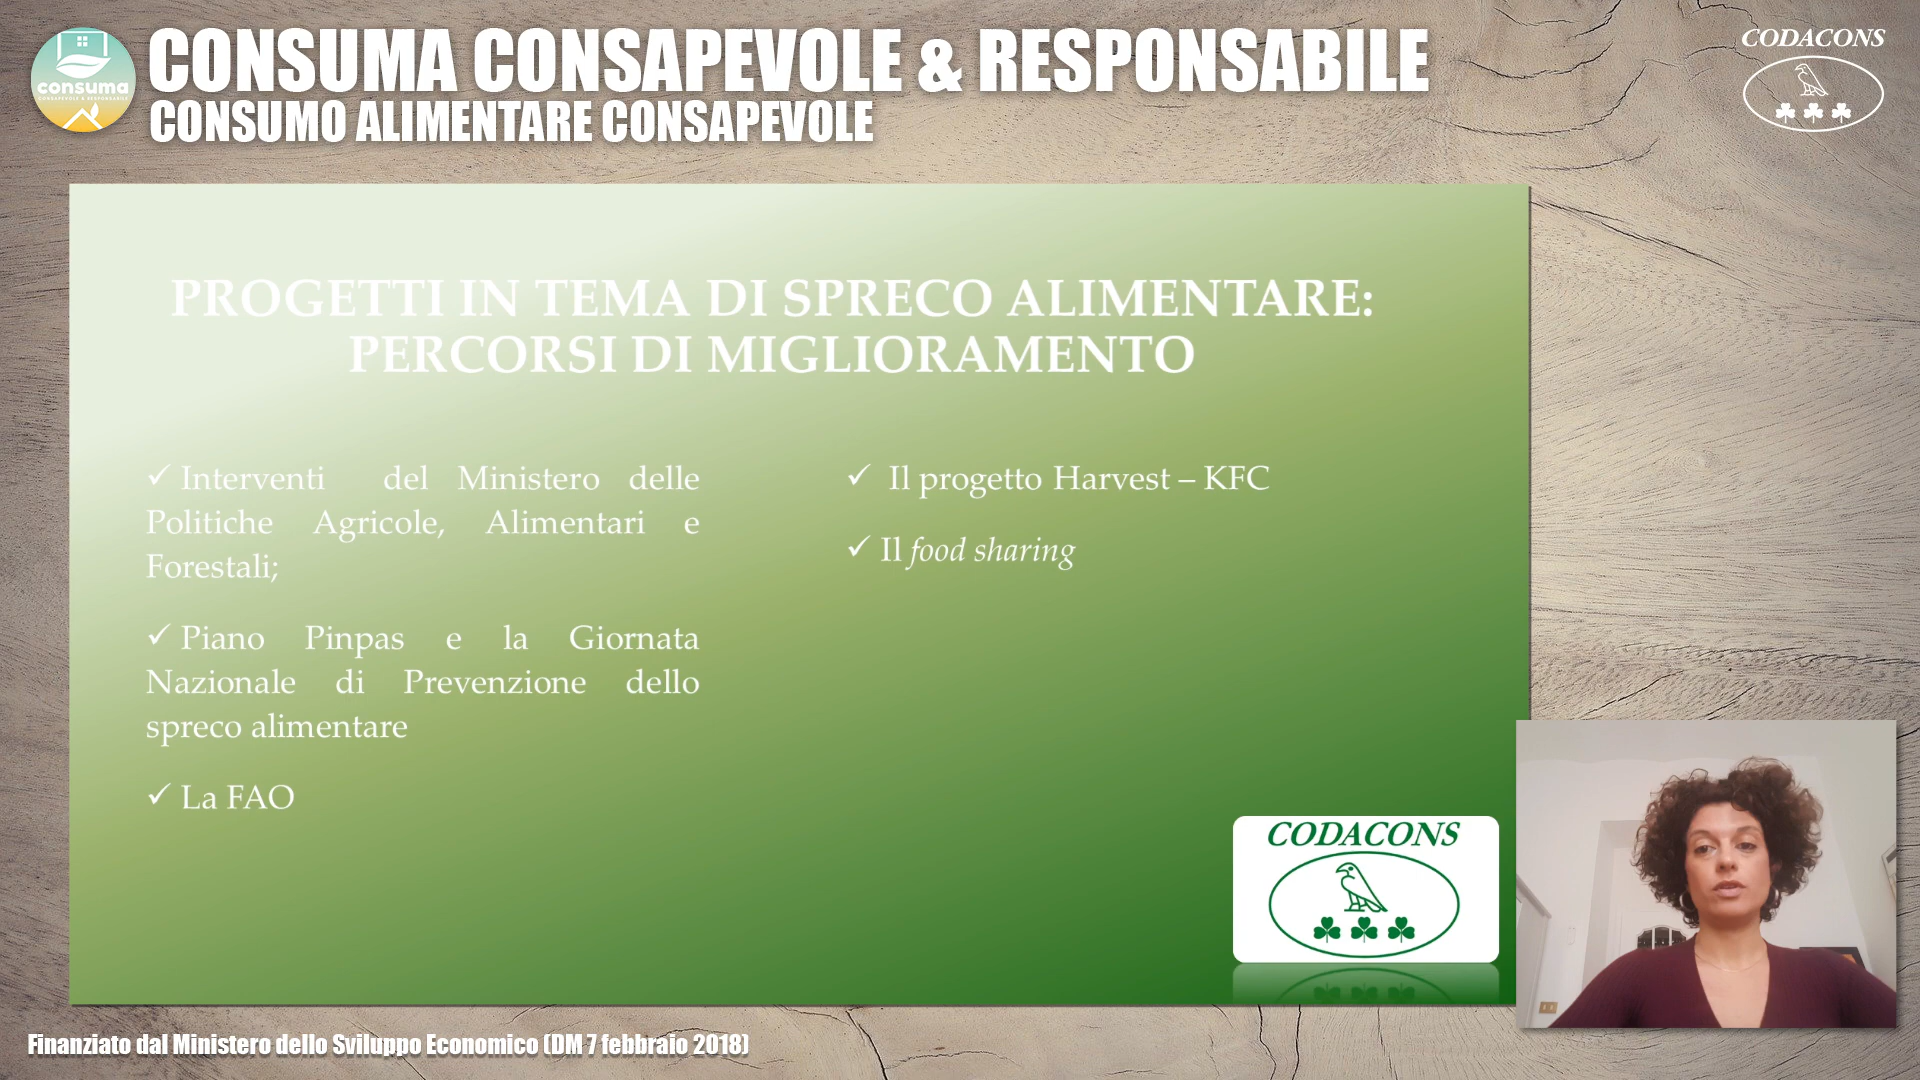 CONSUMA CONSAPEVOLE & RESPONSABILE
CONSUMO ALIMENTARE CONSAPEVOLE
consuma
CONSAPEVOLE & RESPONSABILE
CODACONS
PROGETTI IN TEMA DI SPRECO ALIMENTARE:
PERCORSI DI MIGLIORAMENTO
✓ Interventi del Ministero delle
Politiche Agricole, Alimentari e
Forestali;
✓ Piano Pinpas e la Giornata
Nazionale di Prevenzione dello
spreco alimentare
✓ La FAO
✓ Il progetto Harvest – KFC
✓ Il food sharing
CODACONS
Finanziato dal Ministero dello Sviluppo Economico (DM 7 febbraio 2018)